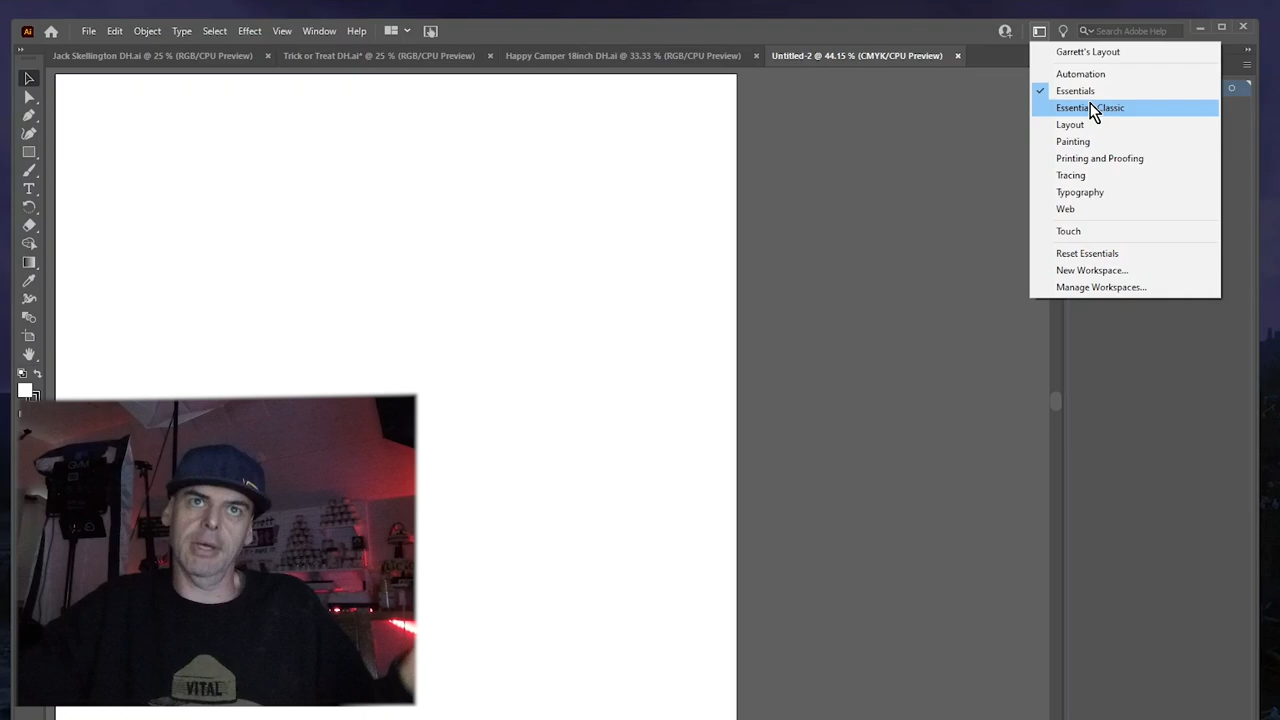 Ai File Edit Object Type Select Effect View Window Help Search Adobe Help
Jack Skellington DH.ai @ 25 % (RGB/CPU Preview) × Trick or Treat DH.ai* @ 25 % (RGB/CPU Preview) × Happy Camper 18inch DH.ai @ 33.33 % (RGB/CPU Preview) × Untitled-2 @ 44.15 % (CMYK/CPU Preview) ×
Garrett's Layout
Automation
Essentials
Essentials Classic
Layout
Painting
Printing and Proofing
Tracing
Typography
Web
Touch
Reset Essentials
New Workspace...
Manage Workspaces...
GVM
VITAL